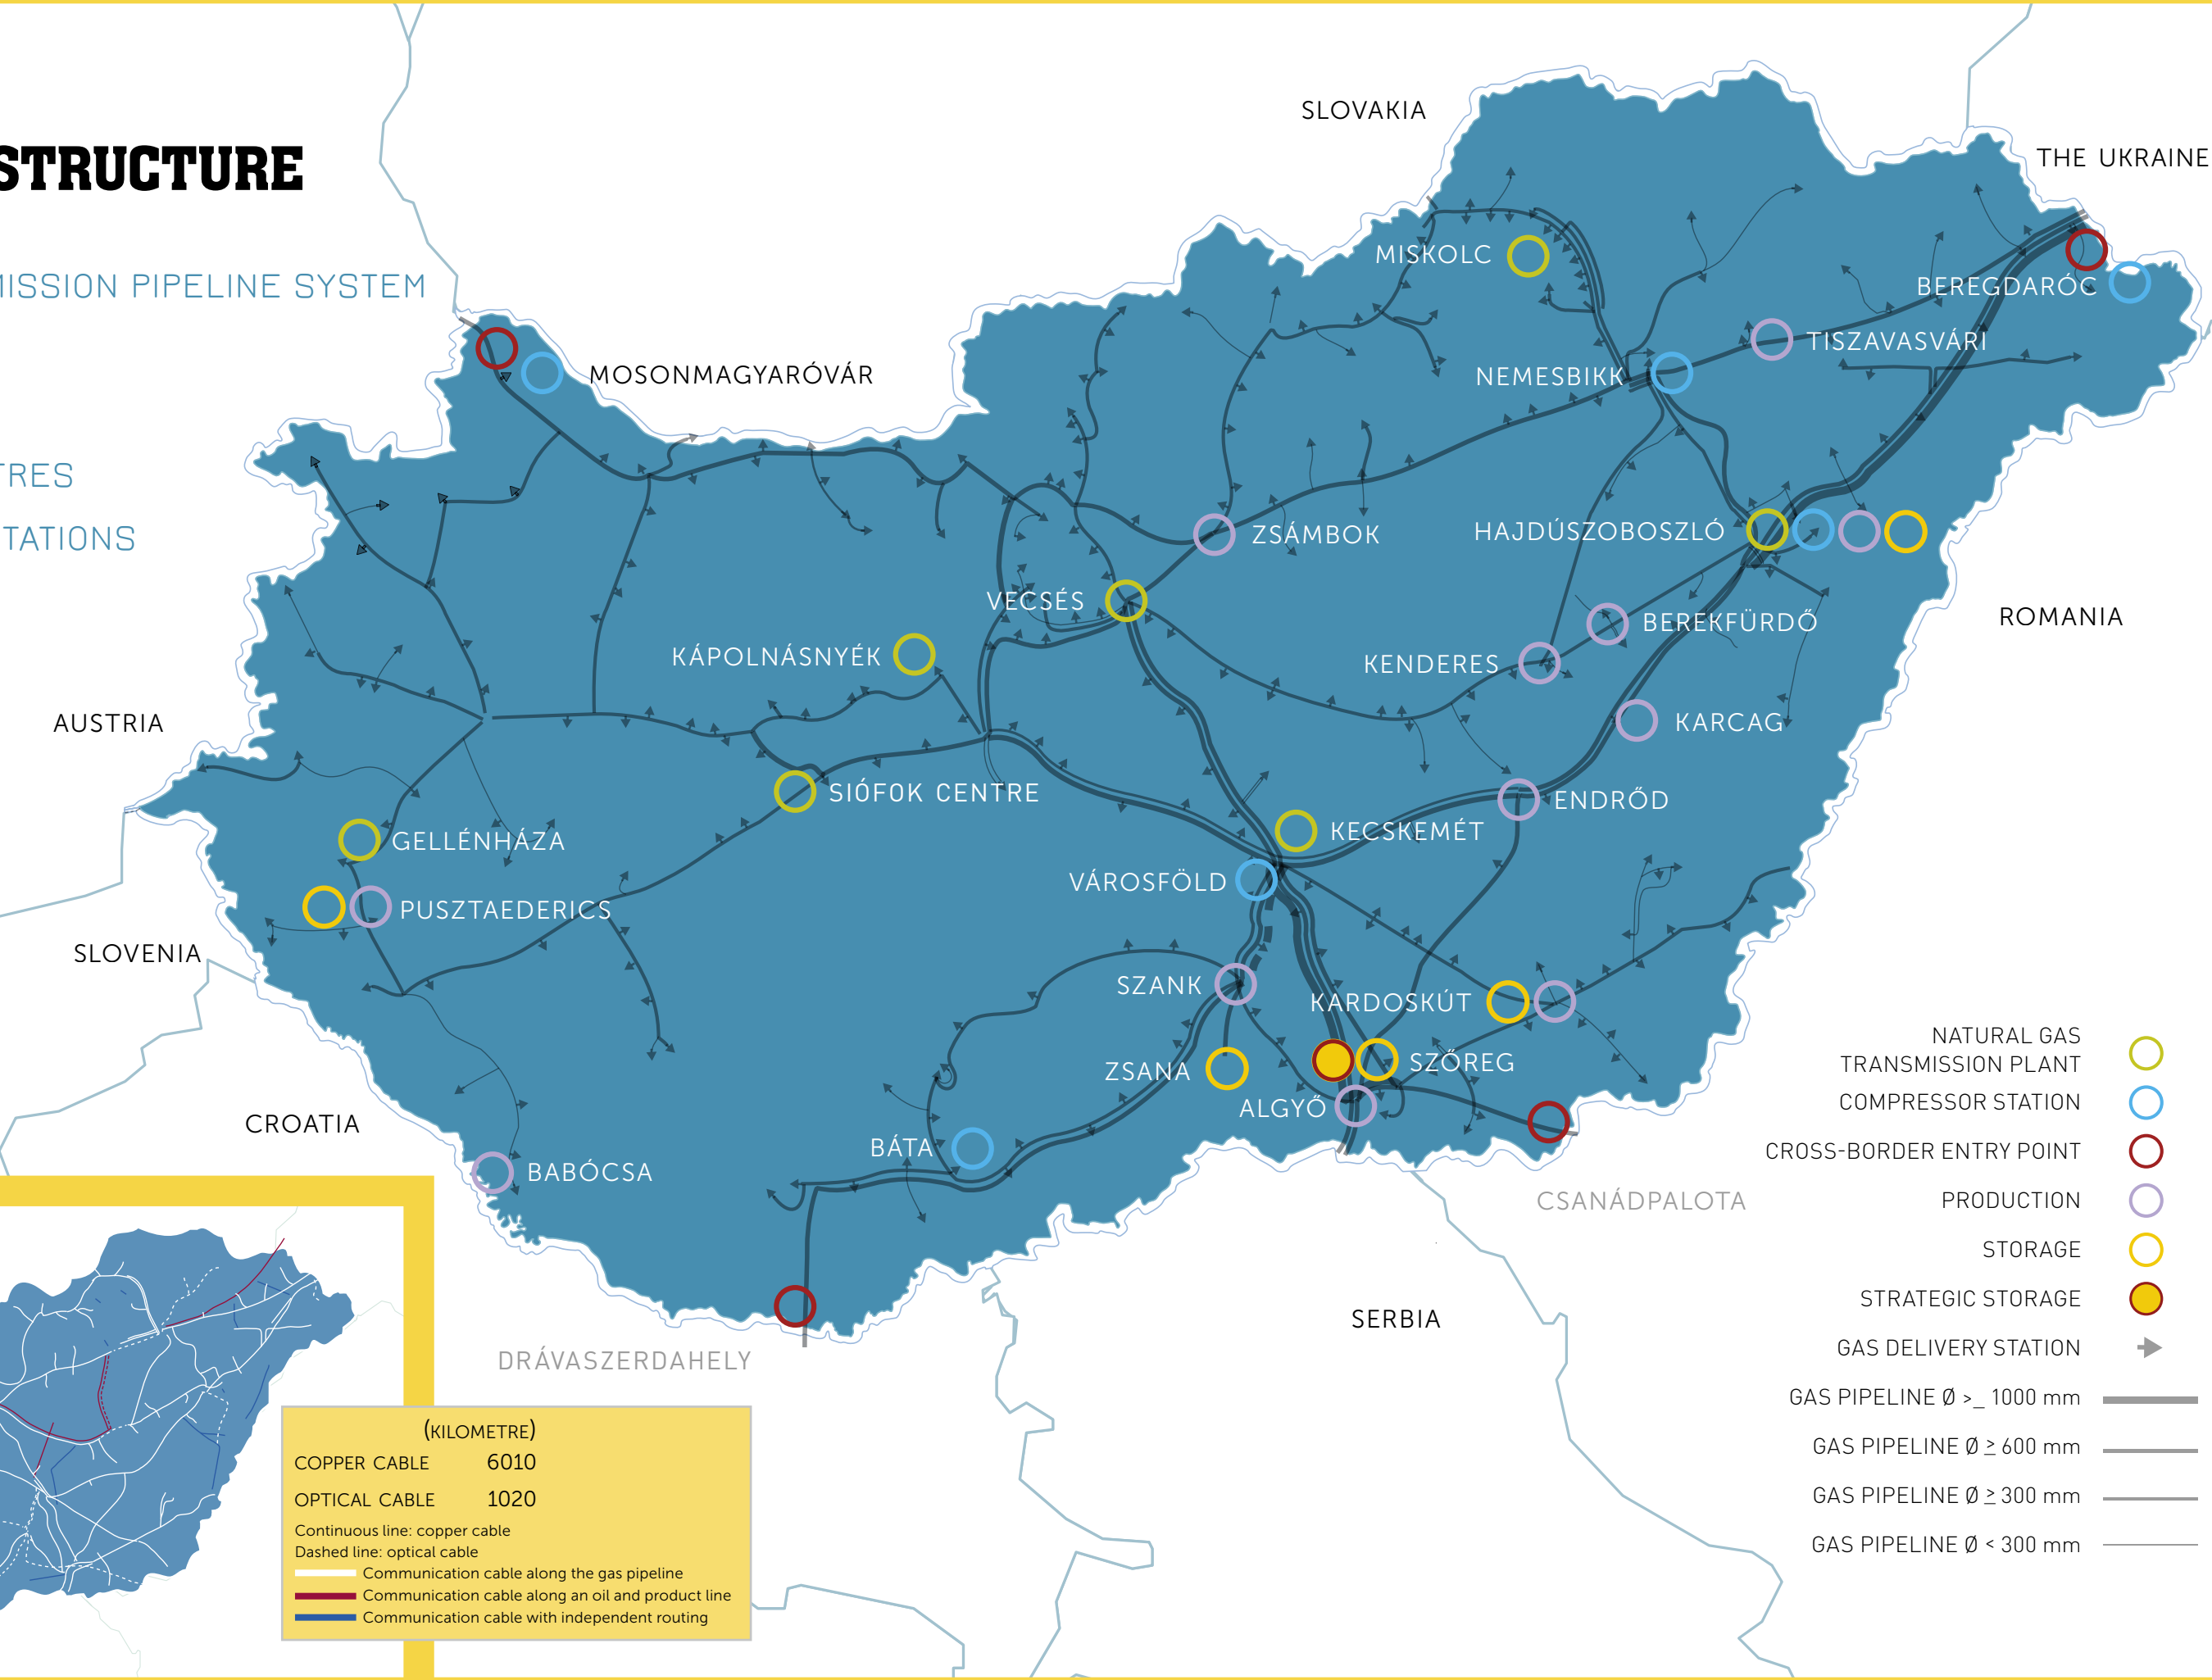 STRUCTURE
MISSION PIPELINE SYSTEM
TRES
TATIONS
SLOVAKIA
THE UKRAINE
MISKOLC
BEREGDARÓC
MOSONMAGYARÓVÁR
TISZAVASVÁRI
NEMESBIKK
ZSÁMBOK
HAJDÚSZOBOSZLÓ
VECSÉS
BEREKFÜRDŐ
ROMANIA
KÁPOLNÁSNYÉK
KENDERES
AUSTRIA
KARCAG
SIÓFOK CENTRE
ENDRŐD
GELLÉNHÁZA
KECSKEMÉT
VÁROSFÖLD
PUSZTAEDERICS
SLOVENIA
SZANK
KARDOSKÚT
ZSANA
SZŐREG
ALGYŐ
CROATIA
BÁTA
BABÓCSA
CSANÁDPALOTA
SERBIA
DRÁVASZERDAHELY
NATURAL GAS
TRANSMISSION PLANT
COMPRESSOR STATION
CROSS-BORDER ENTRY POINT
PRODUCTION
STORAGE
STRATEGIC STORAGE
GAS DELIVERY STATION
GAS PIPELINE Ø >_ 1000 mm
GAS PIPELINE Ø ≥ 600 mm
GAS PIPELINE Ø ≥ 300 mm
GAS PIPELINE Ø < 300 mm
(KILOMETRE)
COPPER CABLE 6010
OPTICAL CABLE 1020
Continuous line: copper cable
Dashed line: optical cable
Communication cable along the gas pipeline
Communication cable along an oil and product line
Communication cable with independent routing